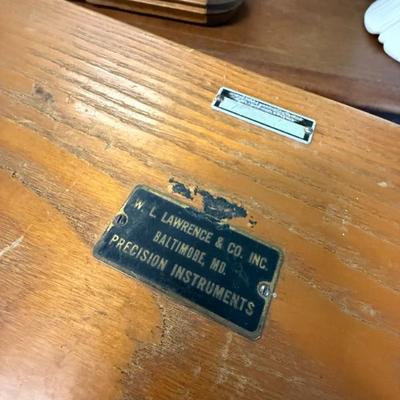 W. L. LAWRENCE & CO. INC.
BALTIMORE, MD.
PRECISION INSTRUMENTS